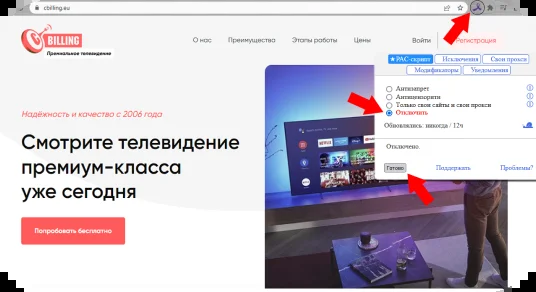 cbilling.eu
BILLING
Премиальное телевидение
О нас
Преимущество
Этапы работы
Цены
Войти
Регистрация
★PAC-скрипт
Исключения
Свои прокси
Модификаторы
Уведомления
Антизапрет
Антицензорити
Только свои сайты и свои прокси
Отключить
Обновлялись: никогда / 12ч
Отключено.
Готово
Поддержать
Проблемы?
Надёжность и качества с 2006 года
Смотрите телевидение
премиум-класса
уже сегодня
Попробовать бесплатно